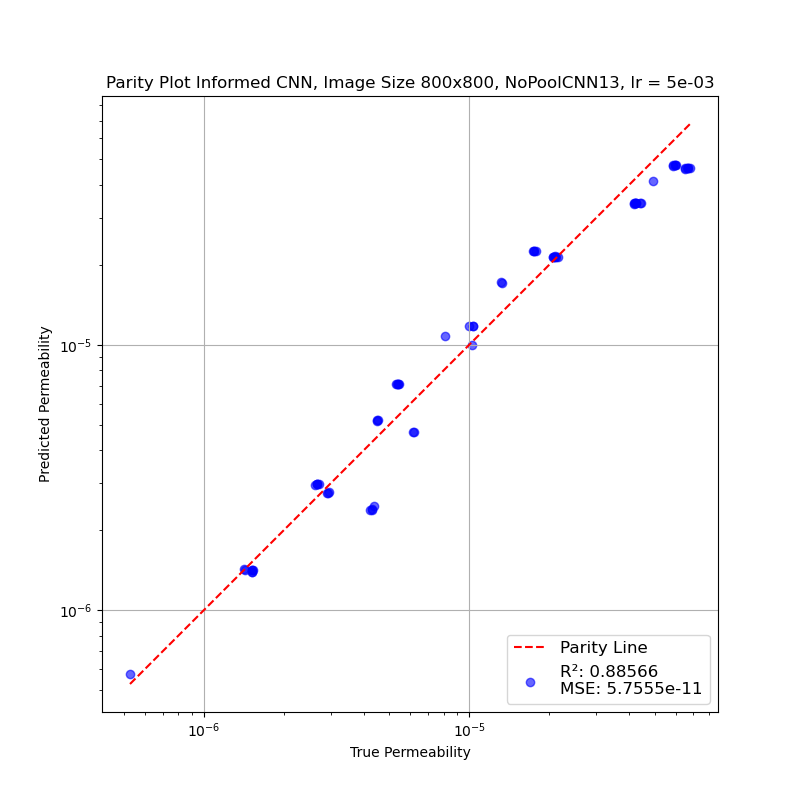 Parity Plot Informed CNN, Image Size 800x800, NoPoolCNN13, lr = 5e-03
Predicted Permeability
10⁻⁵
10⁻⁶
Parity Line
R²: 0.88566
MSE: 5.7555e-11
10⁻⁶ 10⁻⁵
True Permeability